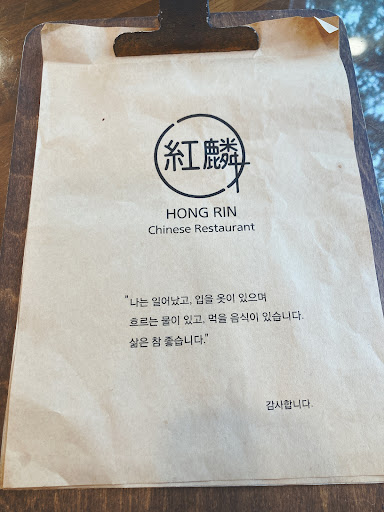 紅麟
HONG RIN
Chinese Restaurant
"나는 일어났고, 입을 옷이 있으며
흐르는 물이 있고, 먹을 음식이 있습니다.
삶은 참 좋습니다."
감사합니다.